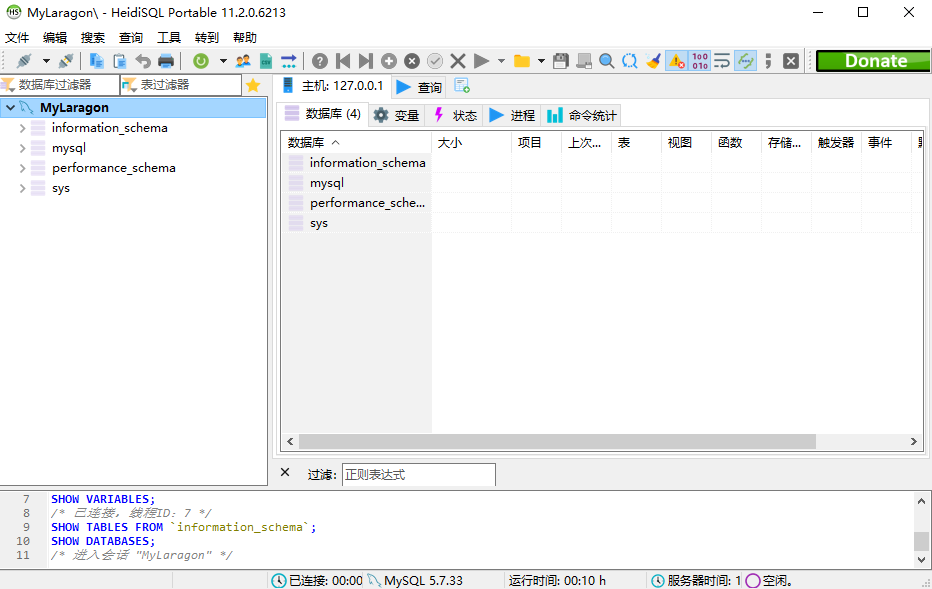 MyLaragon\ - HeidiSQL Portable 11.2.0.6213
文件 编辑 搜索 查询 工具 转到 帮助
Donate
数据库过滤器 表过滤器
主机: 127.0.0.1 查询
MyLaragon
information_schema
mysql
performance_schema
sys
数据库 (4) 变量 状态 进程 命令统计
数据库 大小 项目 上次... 表 视图 函数 存储... 触发器 事件
information_schema
mysql
performance_sche...
sys
过滤: 正则表达式
7 SHOW VARIABLES;
8 /* 已连接，线程ID：7 */
9 SHOW TABLES FROM `information_schema`;
10 SHOW DATABASES;
11 /* 进入会话 "MyLaragon" */
已连接: 00:00 MySQL 5.7.33 运行时间: 00:10 h 服务器时间: 1 空闲。